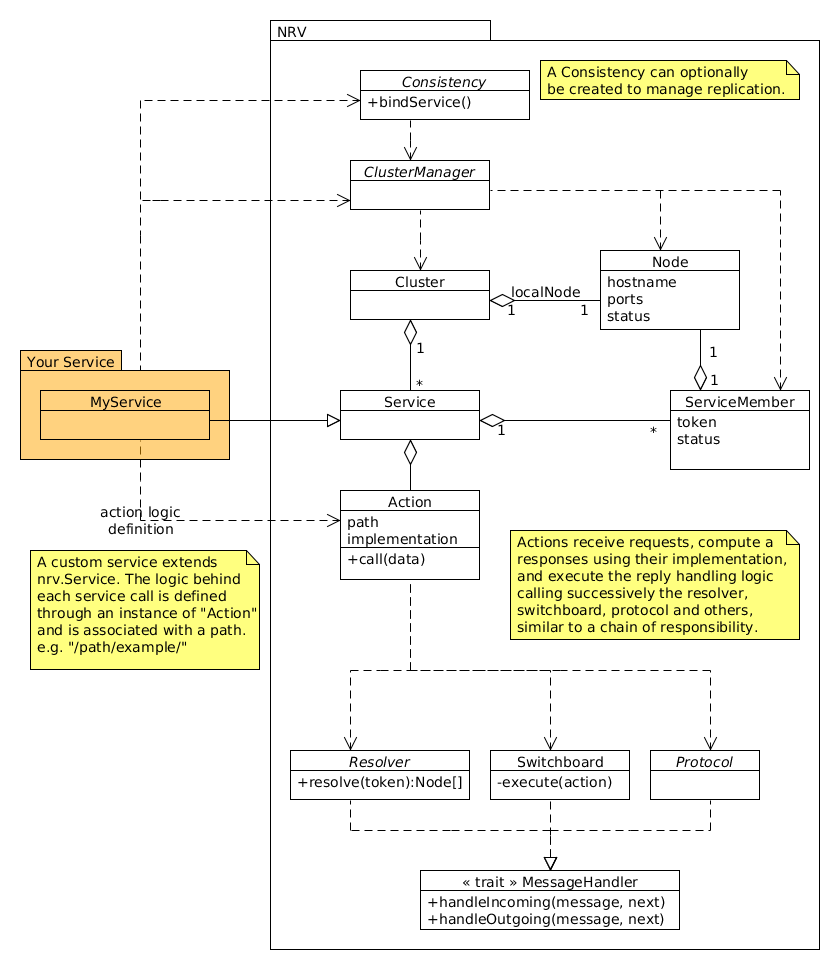 NRV
Consistency
+bindService()
A Consistency can optionally
be created to manage replication.
ClusterManager
Cluster
localNode
1
1
Node
hostname
ports
status
1
*
1
1
Your Service
MyService
Service
1
*
ServiceMember
token
status
action logic
definition
Action
path
implementation
+call(data)
A custom service extends
nrv.Service. The logic behind
each service call is defined
through an instance of "Action"
and is associated with a path.
e.g. "/path/example/"
Actions receive requests, compute a
responses using their implementation,
and execute the reply handling logic
calling successively the resolver,
switchboard, protocol and others,
similar to a chain of responsibility.
Resolver
+resolve(token):Node[]
Switchboard
-execute(action)
Protocol
« trait » MessageHandler
+handleIncoming(message, next)
+handleOutgoing(message, next)